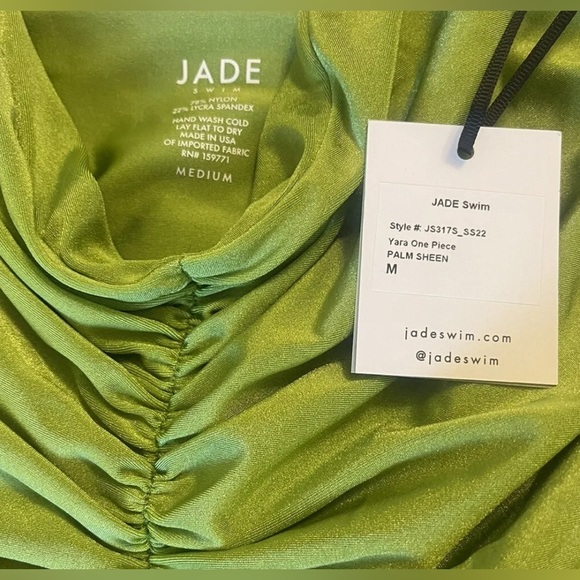 JADE
SWIM
78% NYLON
22% LYCRA SPANDEX
HAND WASH COLD
LAY FLAT TO DRY
MADE IN USA
OF IMPORTED FABRIC
RN# 159771
MEDIUM
JADE Swim
Style #: JS317S_SS22
Yara One Piece
PALM SHEEN
M
jadeswim.com
@jadeswim